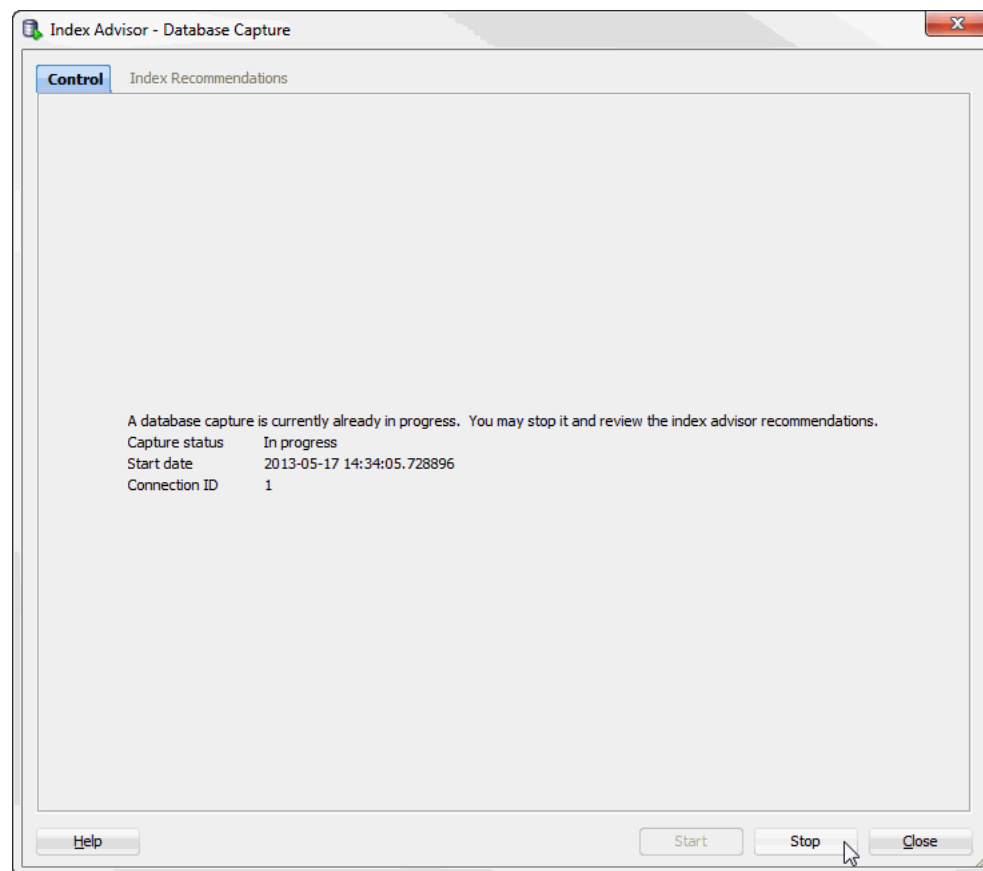 Index Advisor - Database Capture
Control Index Recommendations
A database capture is currently already in progress.  You may stop it and review the index advisor recommendations.
Capture status In progress
Start date 2013-05-17 14:34:05.728896
Connection ID 1
Help Start Stop Close